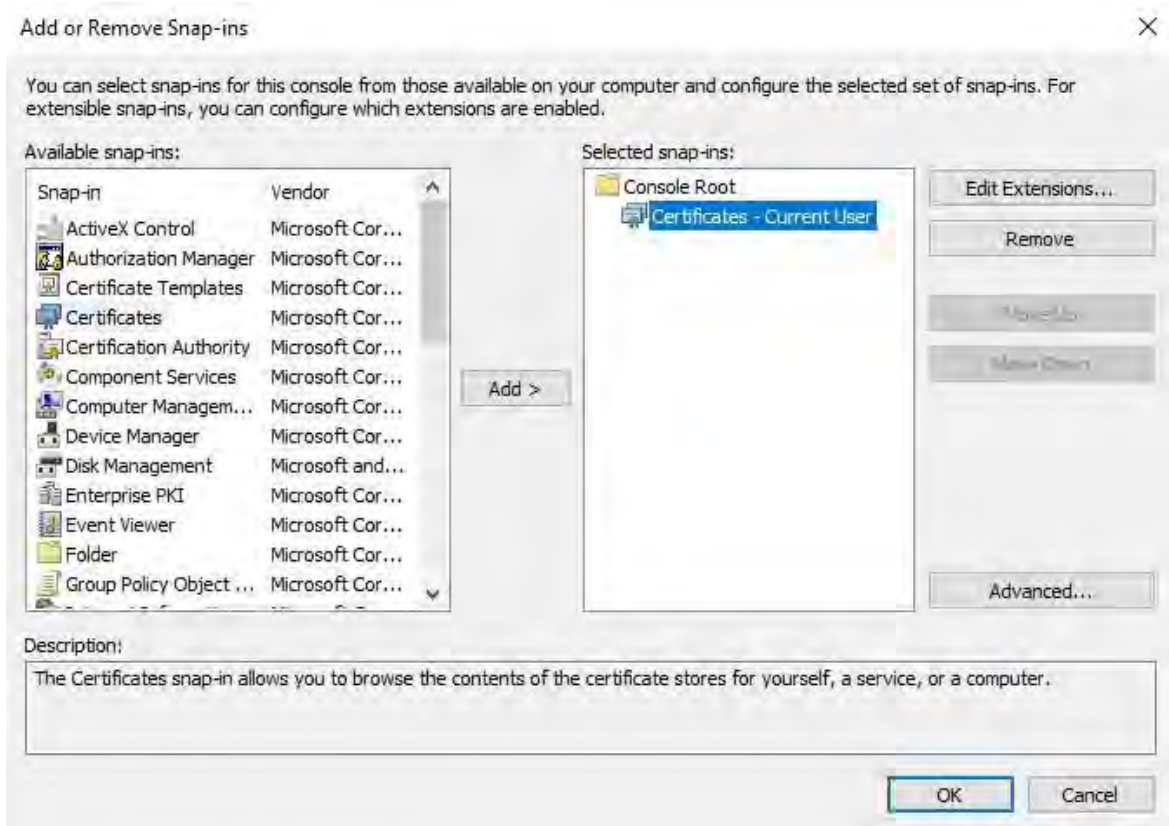 Add or Remove Snap-ins
You can select snap-ins for this console from those available on your computer and configure the selected set of snap-ins. For
extensible snap-ins, you can configure which extensions are enabled.
Available snap-ins:
Snap-in Vendor
ActiveX Control Microsoft Cor...
Authorization Manager Microsoft Cor...
Certificate Templates Microsoft Cor...
Certificates Microsoft Cor...
Certification Authority Microsoft Cor...
Component Services Microsoft Cor...
Computer Managem... Microsoft Cor...
Device Manager Microsoft Cor...
Disk Management Microsoft and...
Enterprise PKI Microsoft Cor...
Event Viewer Microsoft Cor...
Folder Microsoft Cor...
Group Policy Object ... Microsoft Cor...
Add >
Selected snap-ins:
Console Root
Certificates - Current User
Edit Extensions...
Remove
Move Up
Move Down
Advanced...
Description:
The Certificates snap-in allows you to browse the contents of the certificate stores for yourself, a service, or a computer.
OK
Cancel